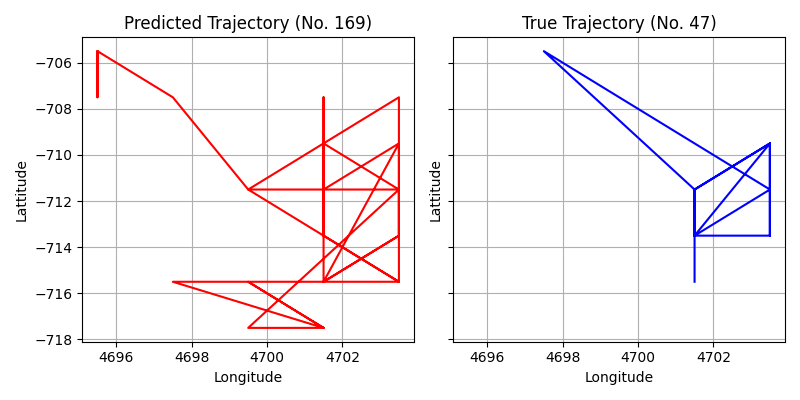 Predicted Trajectory (No. 169)
True Trajectory (No. 47)
Lattitude
−706
−708
−710
−712
−714
−716
−718
4696
4698
4700
4702
Longitude
Lattitude
4696
4698
4700
4702
Longitude